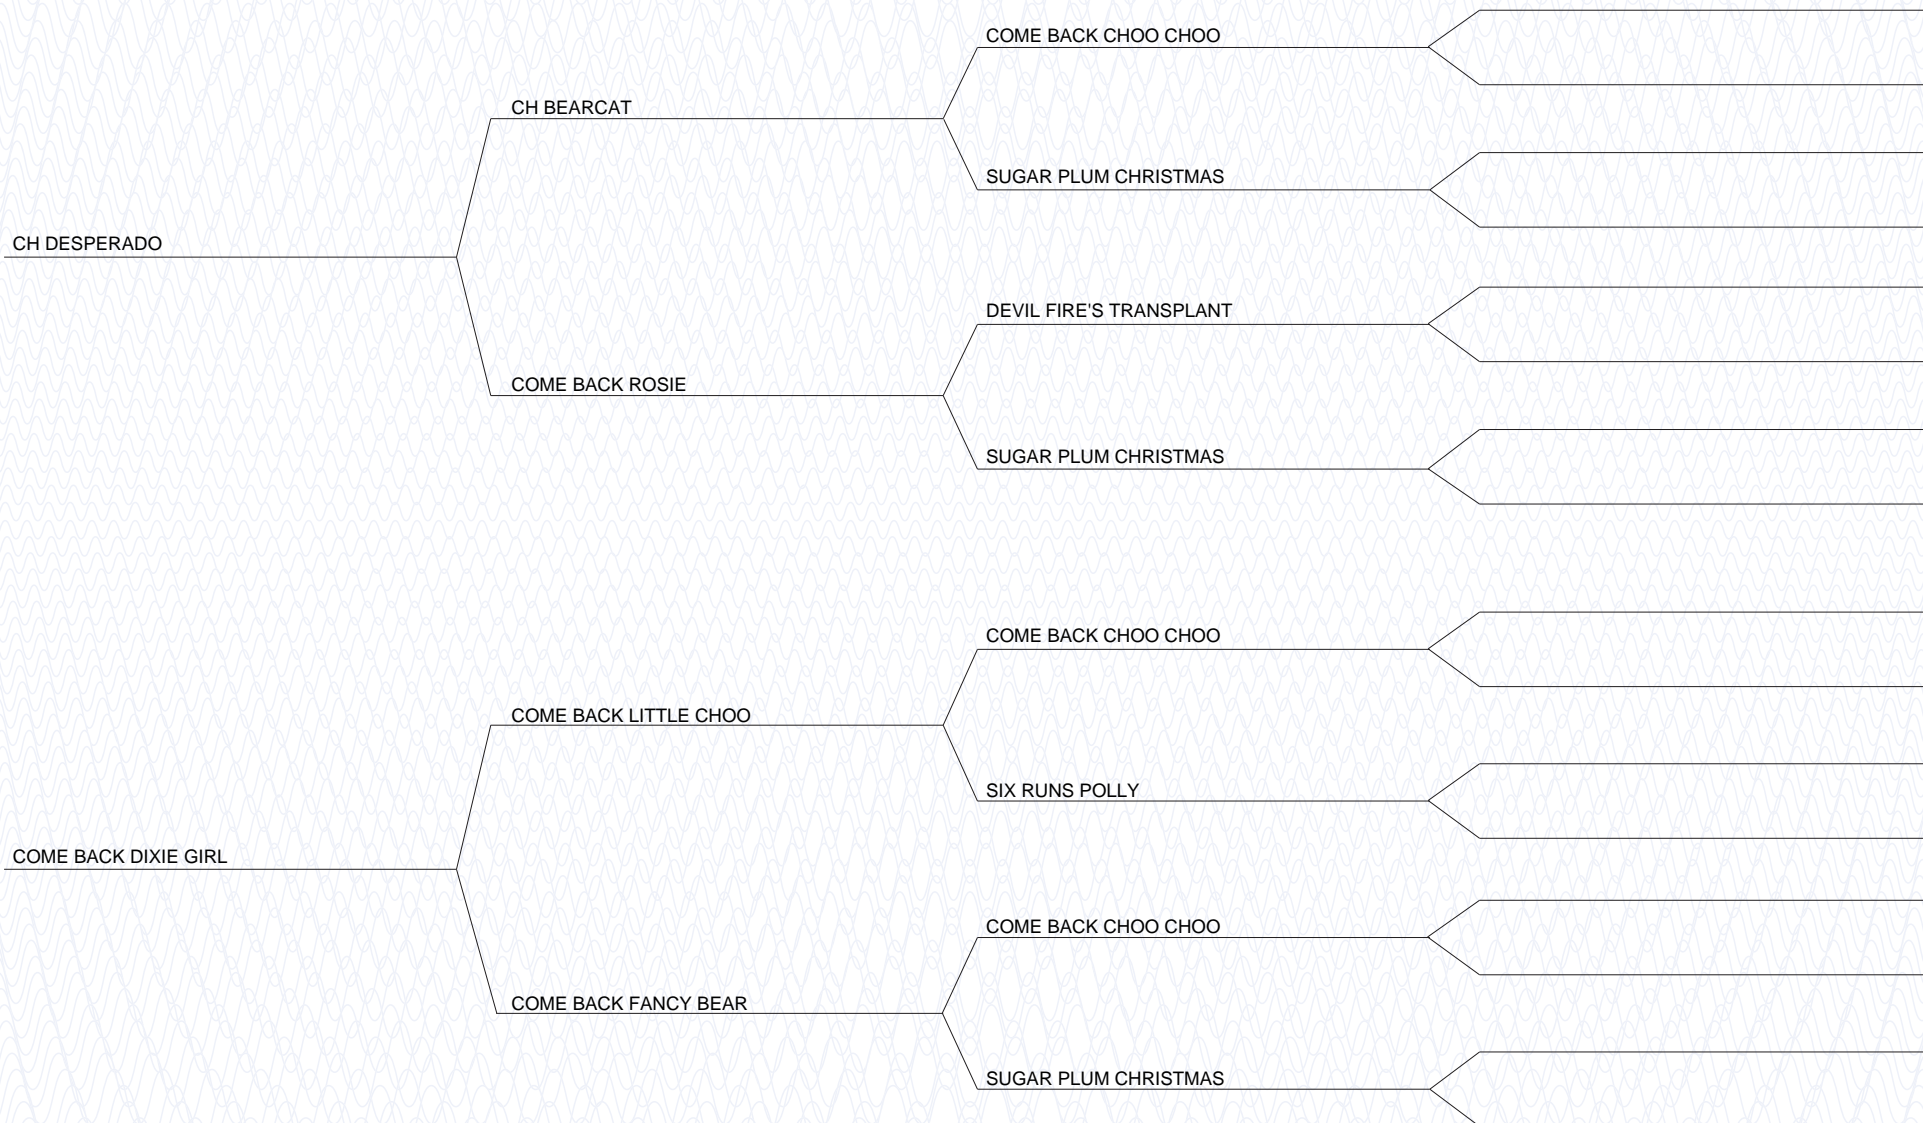 COME BACK CHOO CHOO
CH BEARCAT
SUGAR PLUM CHRISTMAS
CH DESPERADO
DEVIL FIRE'S TRANSPLANT
COME BACK ROSIE
SUGAR PLUM CHRISTMAS
COME BACK CHOO CHOO
COME BACK LITTLE CHOO
SIX RUNS POLLY
COME BACK DIXIE GIRL
COME BACK CHOO CHOO
COME BACK FANCY BEAR
SUGAR PLUM CHRISTMAS